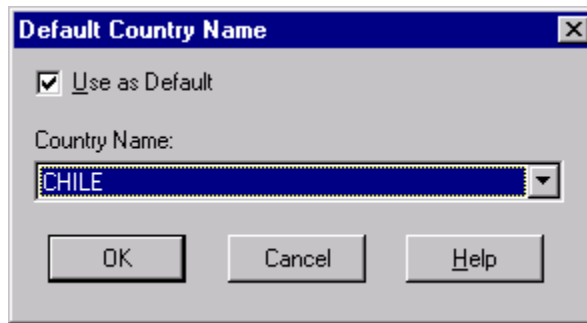 Default Country Name
Use as Default
Country Name:
CHILE
OK Cancel Help